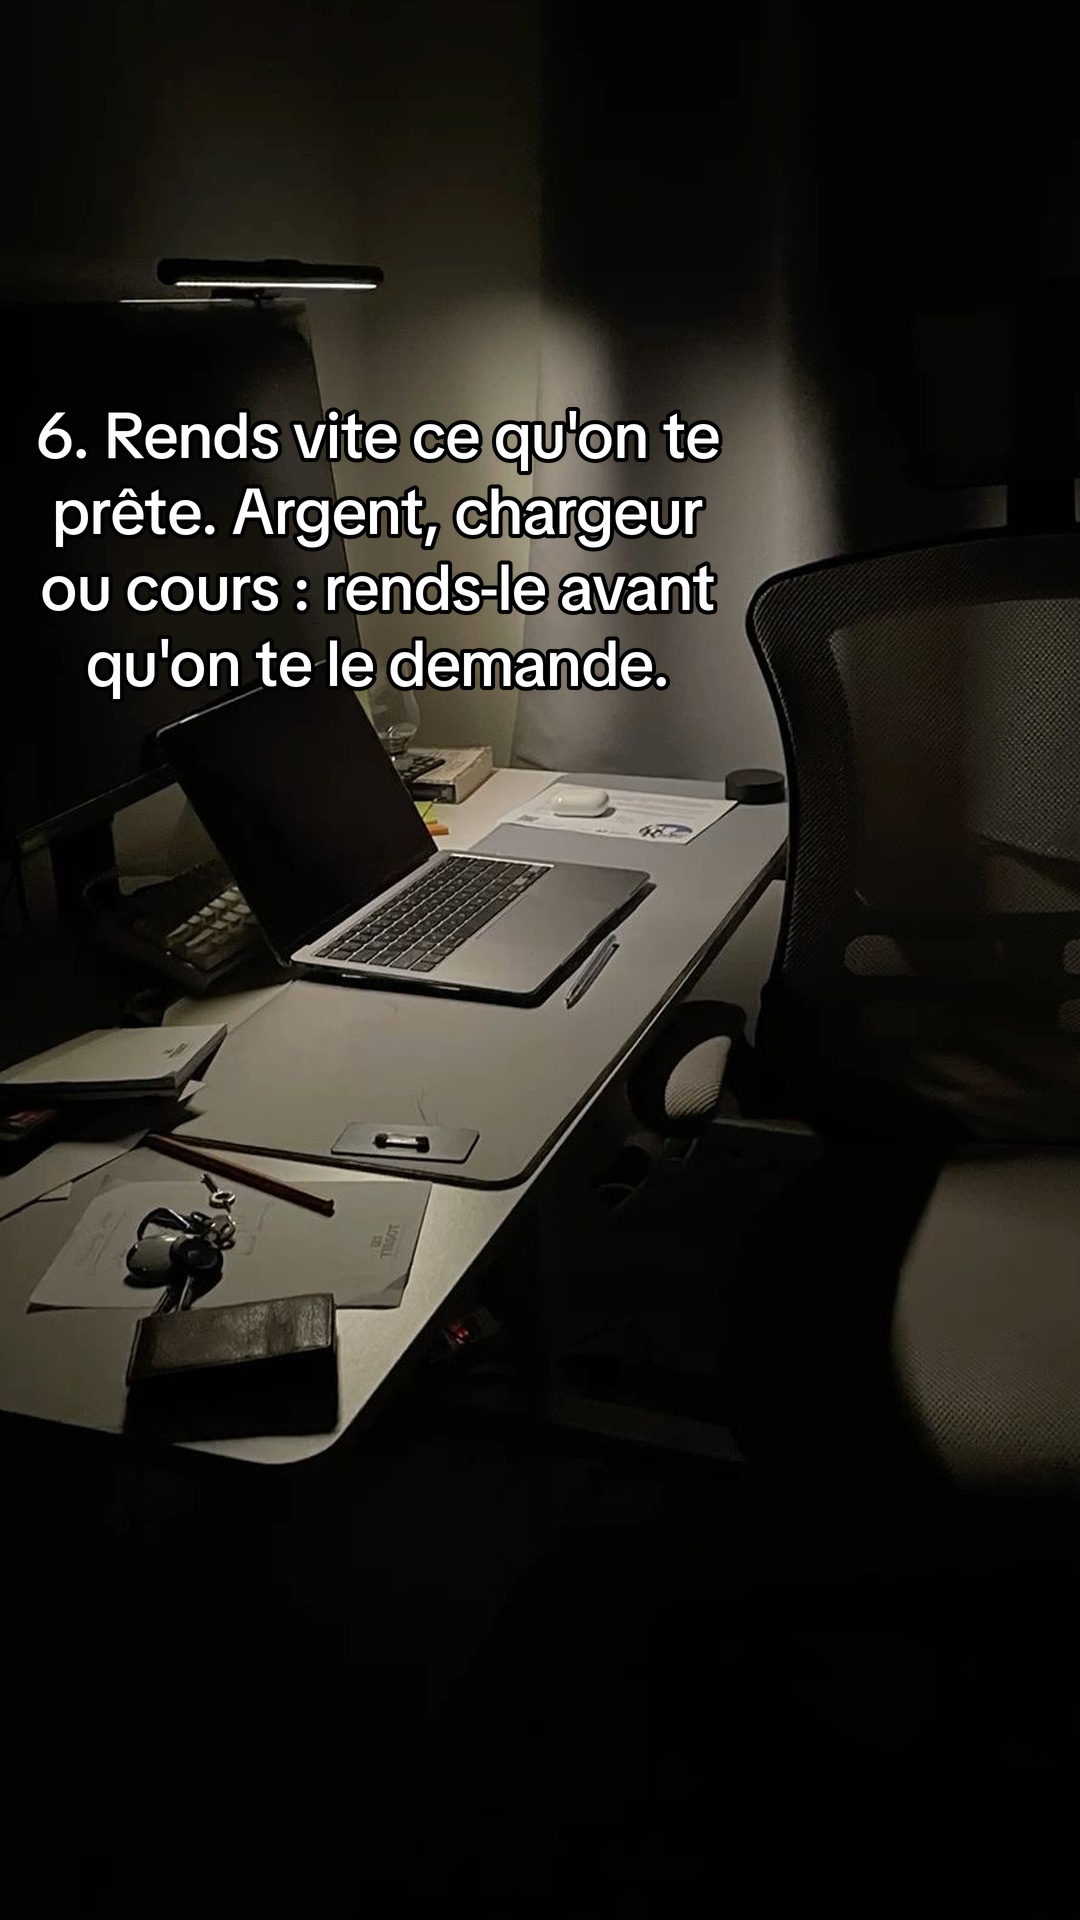 6. Rends vite ce qu'on te
prête. Argent, chargeur
ou cours : rends-le avant
qu'on te le demande.
TISSOT